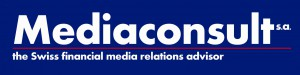 Mediaconsult s.a.
the Swiss financial media relations advisor